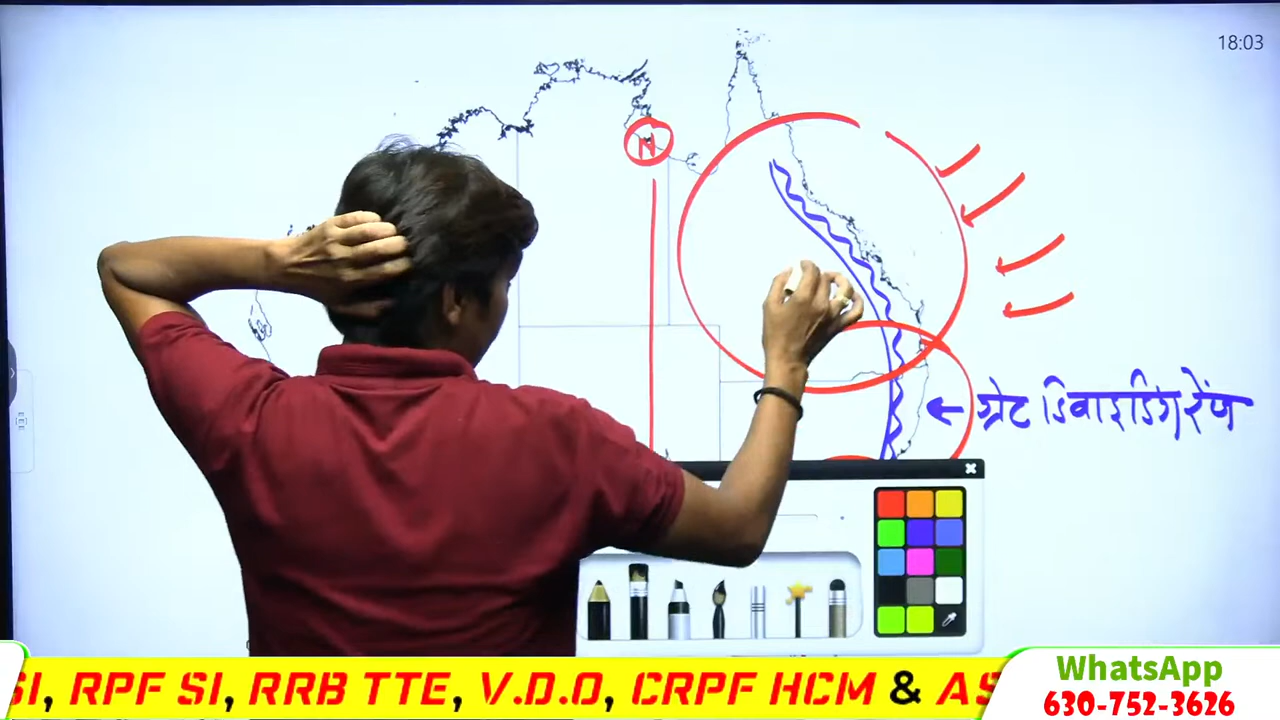 18:03
N
ग्रेट डिवाइडिंग रेंज
SI, RPF SI, RRB TTE, V.D.O, CRPF HCM & AS
WhatsApp
630-752-3626